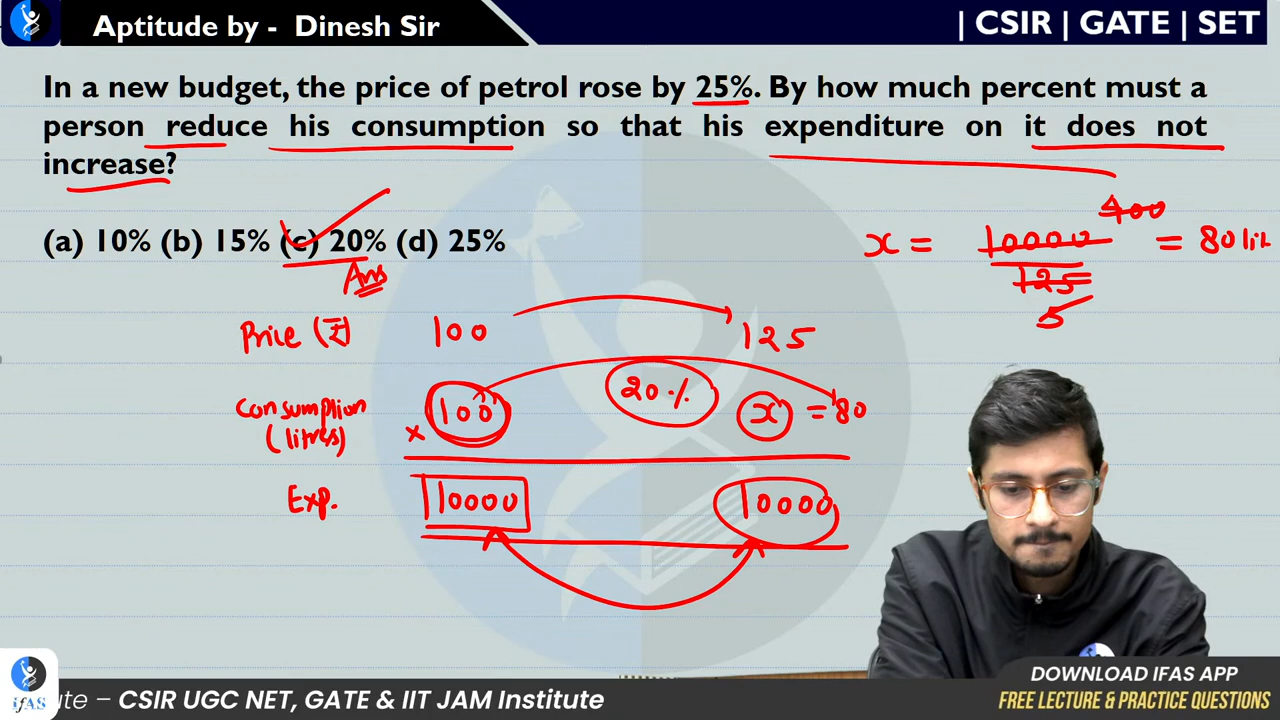 Aptitude by - Dinesh Sir
| CSIR | GATE | SET
In a new budget, the price of petrol rose by 25%. By how much percent must a
person reduce his consumption so that his expenditure on it does not
increase?
(a) 10% (b) 15% (c) 20% (d) 25%
Ans
x = 10000 / 125 = 80 lit
400
5
Price (₹) 100 125
Consumption 100 20% x = 80
(litres) ×
Exp. 10000 10000
ifAS
ute – CSIR UGC NET, GATE & IIT JAM Institute
DOWNLOAD IFAS APP
FREE LECTURE & PRACTICE QUESTIONS